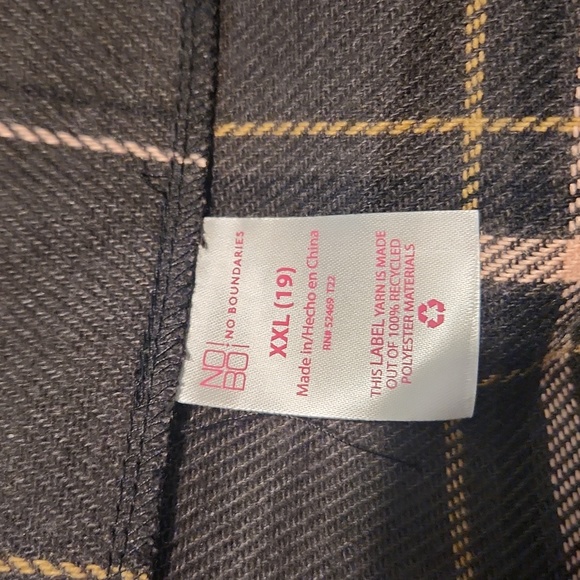 NO!
BO!
NO BOUNDARIES
XXL (19)
Made in/Hecho en China
RN# 52469 T22
THIS LABEL YARN IS MADE
OUT OF 100% RECYCLED
POLYESTER MATERIALS